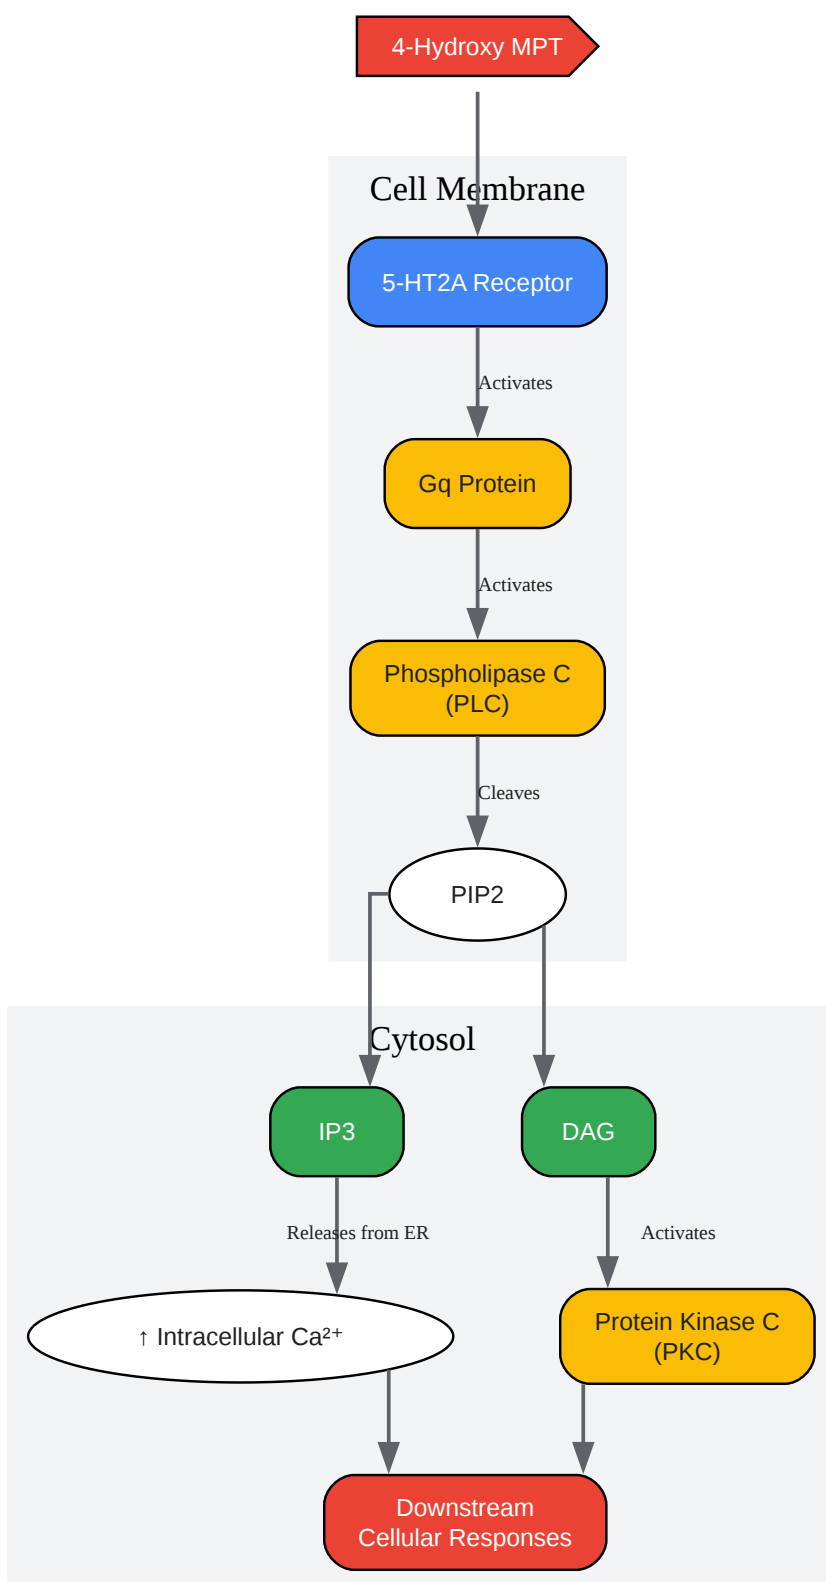 4-Hydroxy MPT
Cell Membrane
5-HT2A Receptor
Activates
Gq Protein
Activates
Phospholipase C
(PLC)
Cleaves
PIP2
Cytosol
IP3
DAG
Releases from ER
Activates
↑ Intracellular Ca²⁺
Protein Kinase C
(PKC)
Downstream
Cellular Responses